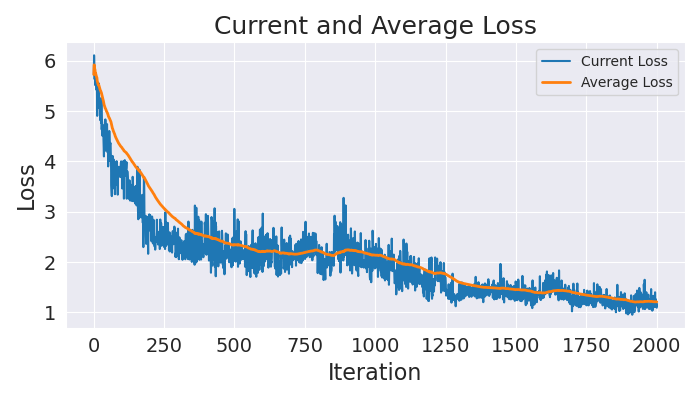 Current and Average Loss
Current Loss
Average Loss
Loss
6
5
4
3
2
1
0 250 500 750 1000 1250 1500 1750 2000
Iteration